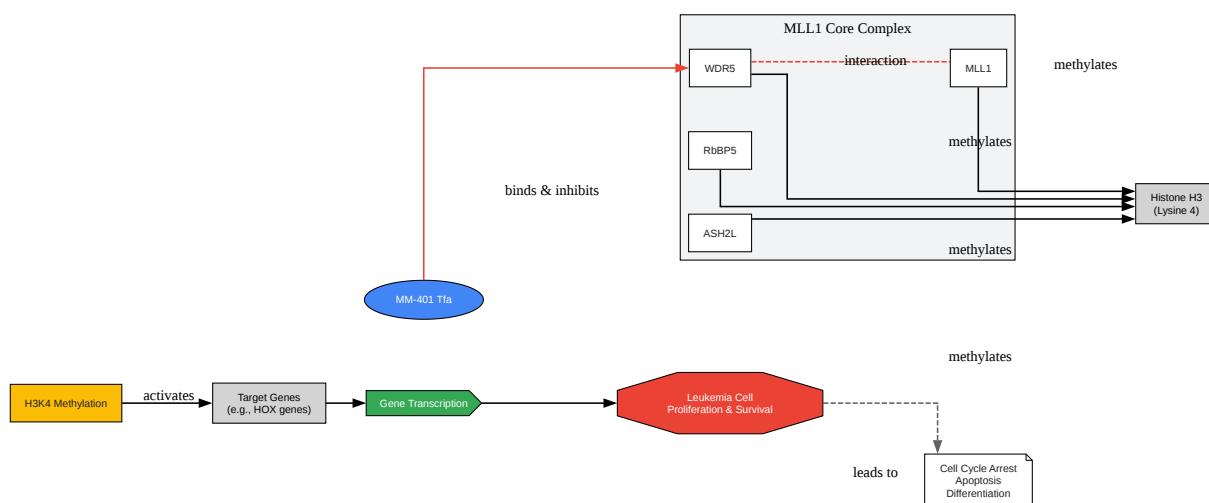 MLL1 Core Complex
WDR5
interaction
MLL1
methylates
RbBP5
methylates
binds & inhibits
Histone H3
(Lysine 4)
ASH2L
methylates
MM-401 Tfa
methylates
H3K4 Methylation
activates
Target Genes
(e.g., HOX genes)
Gene Transcription
Leukemia Cell
Proliferation & Survival
leads to
Cell Cycle Arrest
Apoptosis
Differentiation